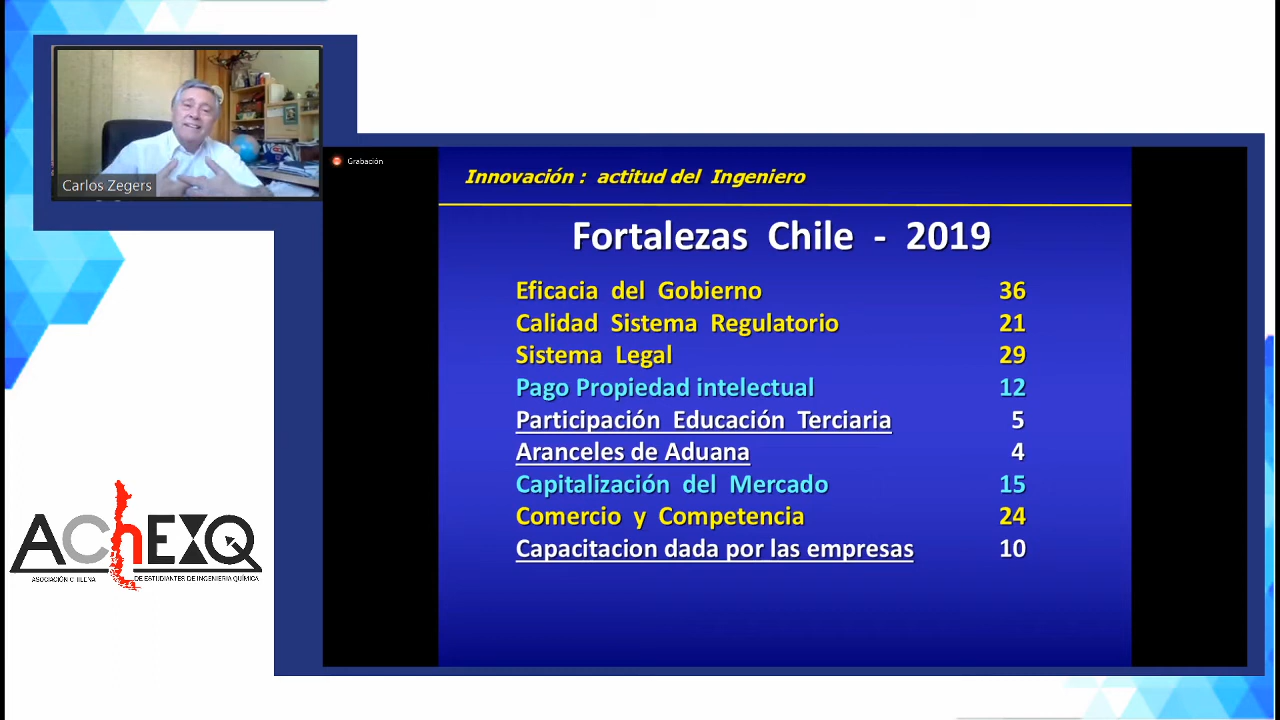 Carlos Zegers
Grabación
Innovación : actitud del Ingeniero
Fortalezas Chile - 2019
Eficacia del Gobierno 36
Calidad Sistema Regulatorio 21
Sistema Legal 29
Pago Propiedad intelectual 12
Participación Educación Terciaria 5
Aranceles de Aduana 4
Capitalización del Mercado 15
Comercio y Competencia 24
Capacitacion dada por las empresas 10
AChEXQ
ASOCIACIÓN CHILENA DE ESTUDIANTES DE INGENIERIA QUÍMICA